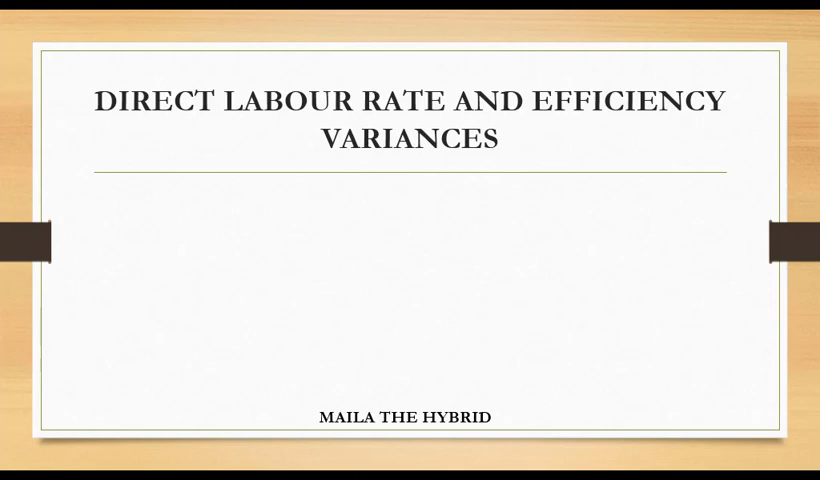 DIRECT LABOUR RATE AND EFFICIENCY
VARIANCES
MAILA THE HYBRID